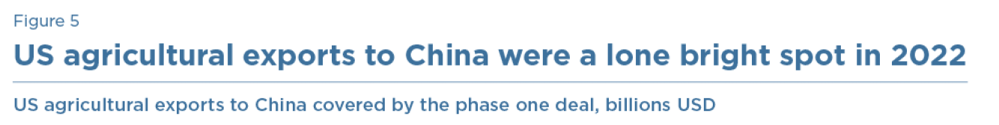 Figure 5
US agricultural exports to China were a lone bright spot in 2022
US agricultural exports to China covered by the phase one deal, billions USD